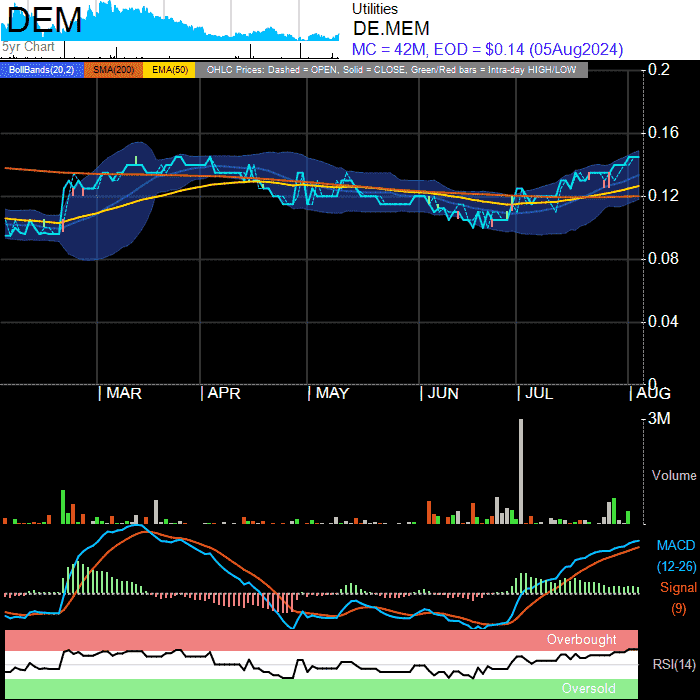 DEM
5yr Chart
Utilities
DE.MEM
MC = 42M, EOD = $0.14 (05Aug2024)
BollBands(20,2) SMA(200) EMA(50) OHLC Prices: Dashed = OPEN, Solid = CLOSE, Green/Red bars = Intra-day HIGH/LOW
0.2
0.16
0.12
0.08
0.04
0
| MAR | APR | MAY | JUN | JUL | AUG
3M
Volume
MACD
(12-26)
Signal
(9)
Overbought
RSI(14)
Oversold